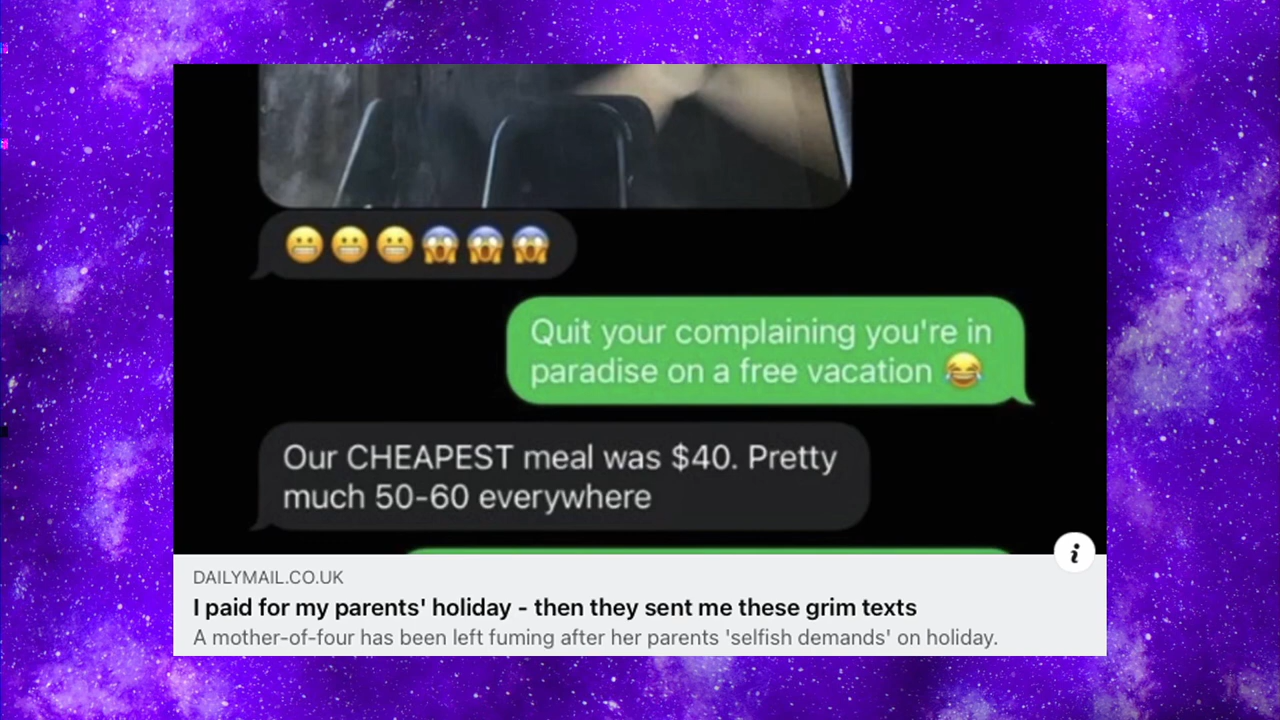 😬😬😬😱😱😱
Quit your complaining you're in
paradise on a free vacation 😂
Our CHEAPEST meal was $40. Pretty
much 50-60 everywhere
i
DAILYMAIL.CO.UK
I paid for my parents' holiday - then they sent me these grim texts
A mother-of-four has been left fuming after her parents 'selfish demands' on holiday.